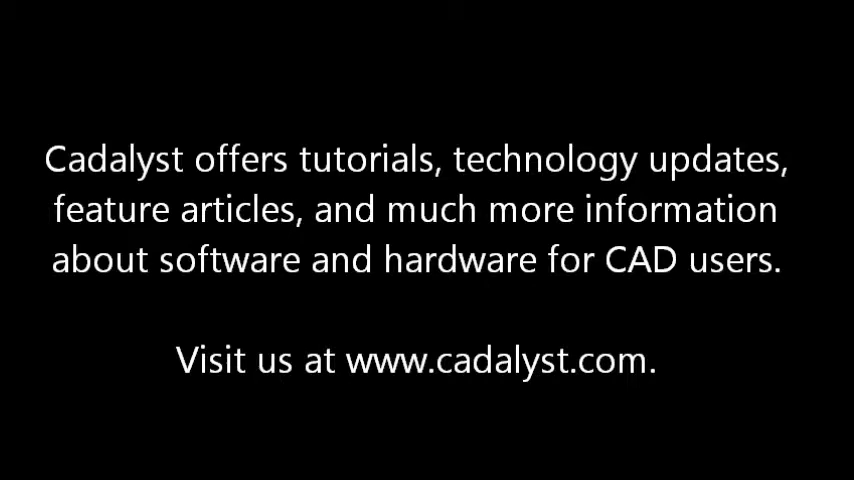 Cadalyst offers tutorials, technology updates,
feature articles, and much more information
about software and hardware for CAD users.
Visit us at www.cadalyst.com.